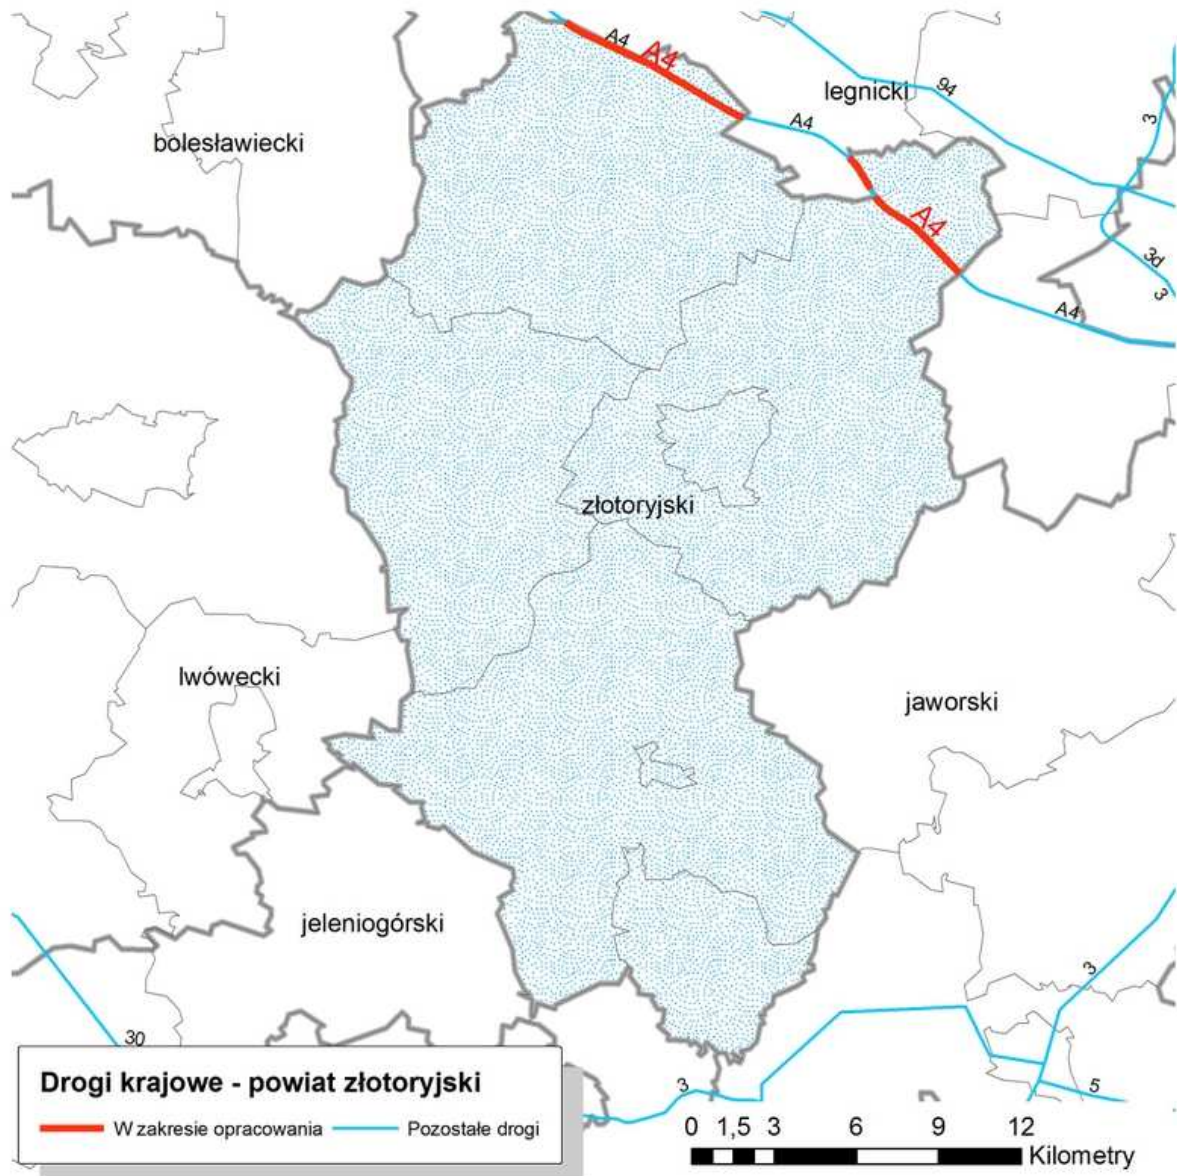 A4
A4
94
legnicki
3
A4
bolesławiecki
A4
3d
3
A4
złotoryjski
lwówecki
jaworski
jeleniogórski
3
30
Drogi krajowe - powiat złotoryjski
W zakresie opracowania
Pozostałe drogi
3
5
0 1,5 3 6 9 12
Kilometry